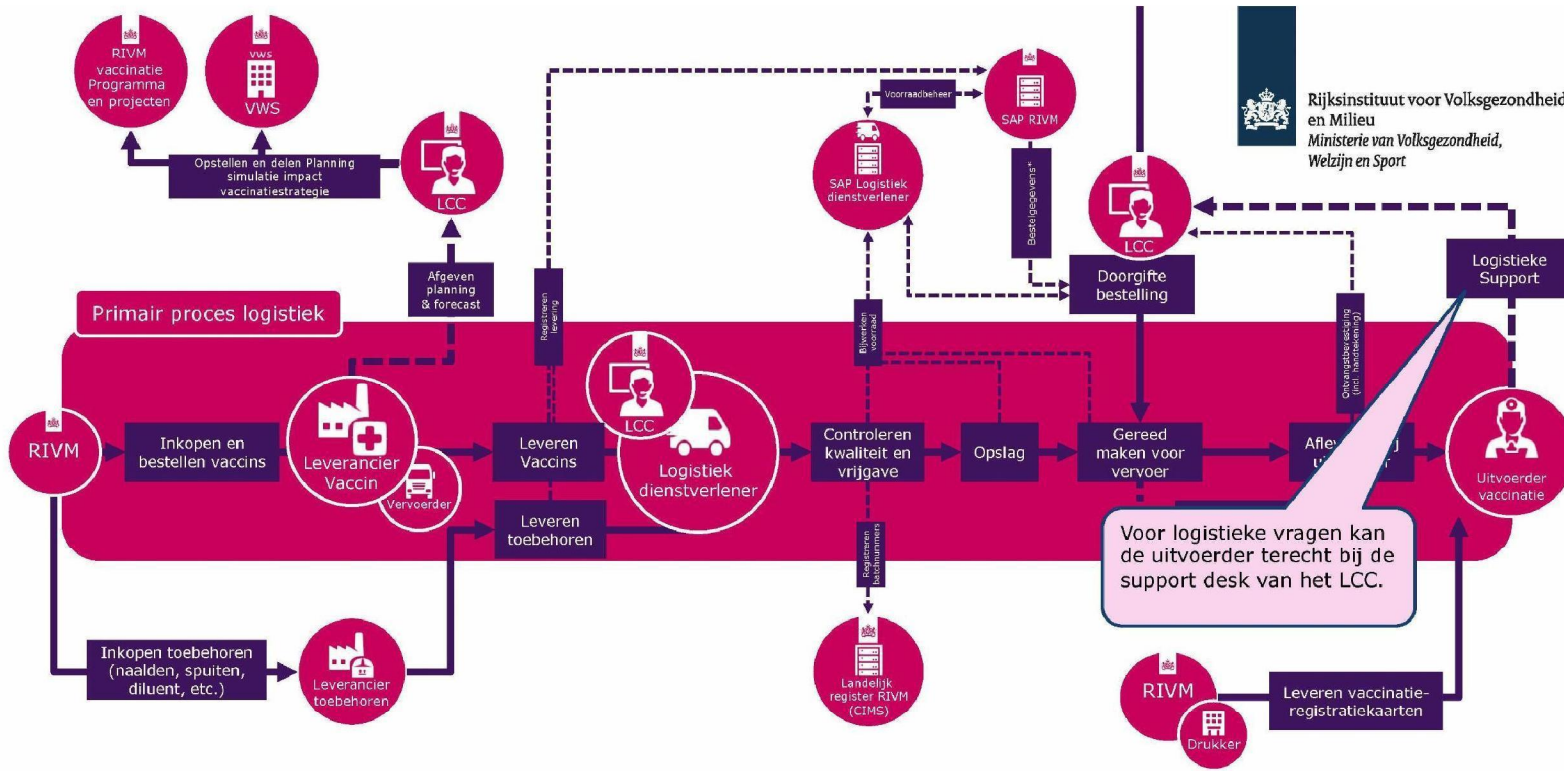 RIVM
vaccinatie
Programma
en projecten
vws
VWS
Opstellen en delen Planning
simulatie impact
vaccinatiestrategie
LCC
Afgeven
planning
& forecast
Voorraadbeheer
SAP RIVM
SAP Logistiek
dienstverlener
Bestelgegevens*
LCC
Doorgifte
bestelling
Rijksinstituut voor Volksgezondheid
en Milieu
Ministerie van Volksgezondheid,
Welzijn en Sport
Logistieke
Support
Primair proces logistiek
Registreren
levering
Bijwerken
voorraad
Ontvangstbevestiging
(incl. handtekening)
RIVM
Inkopen en
bestellen vaccins
Leverancier
Vaccin
Vervoerder
Leveren
Vaccins
Leveren
toebehoren
LCC
Logistiek
dienstverlener
Controleren
kwaliteit en
vrijgave
Opslag
Gereed
maken voor
vervoer
Uitvoerder
vaccinatie
Voor logistieke vragen kan
de uitvoerder terecht bij de
support desk van het LCC.
Registreren
batchnummers
Inkopen toebehoren
(naalden, spuiten,
diluent, etc.)
Leverancier
toebehoren
Landelijk
register RIVM
(CIMS)
RIVM
Drukker
Leveren vaccinatie-
registratiekaarten